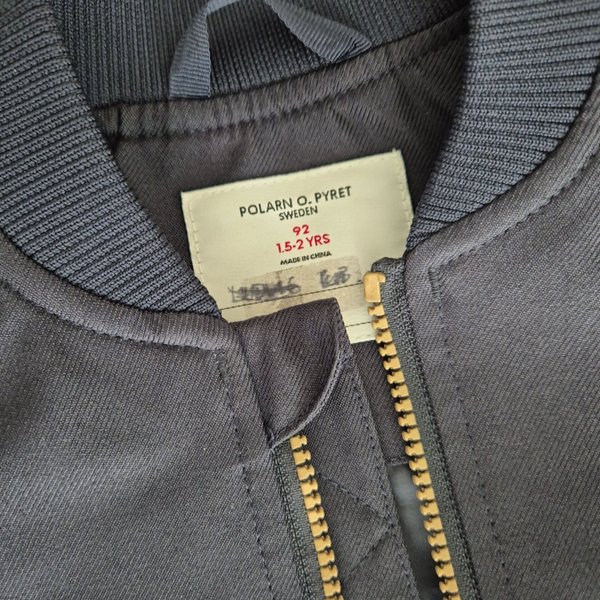 POLARN O. PYRET
SWEDEN
92
1.5-2 YRS
MADE IN CHINA